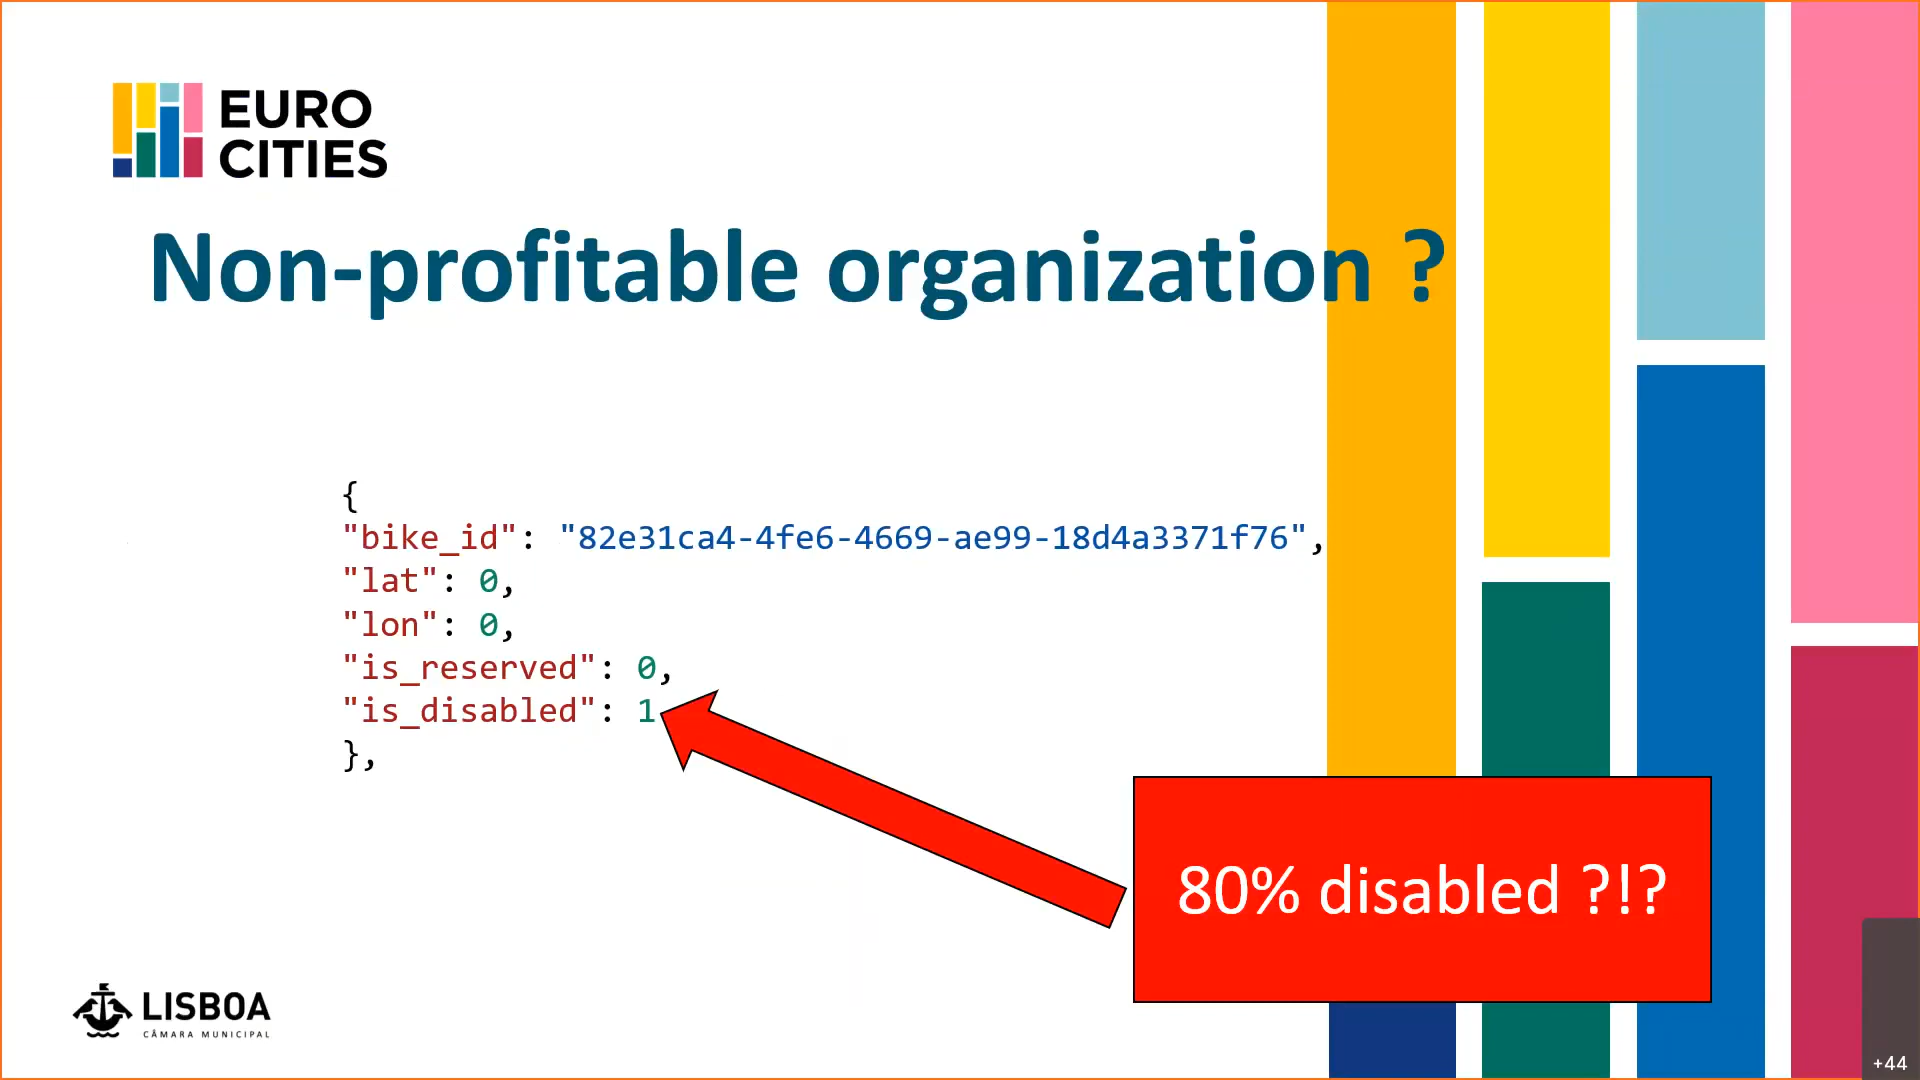 EURO
CITIES
Non-profitable organization ?
{
"bike_id": "82e31ca4-4fe6-4669-ae99-18d4a3371f76",
"lat": 0,
"lon": 0,
"is_reserved": 0,
"is_disabled": 1
},
80% disabled ?!?
LISBOA
CÂMARA MUNICIPAL
+44